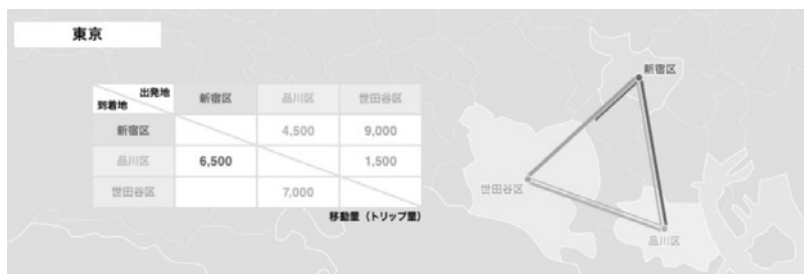 東京
出発地
到着地
新宿区 品川区 世田谷区
新宿区 4,500 9,000
品川区 6,500 1,500
世田谷区 7,000
移動量（トリップ量）
新宿区
世田谷区
品川区